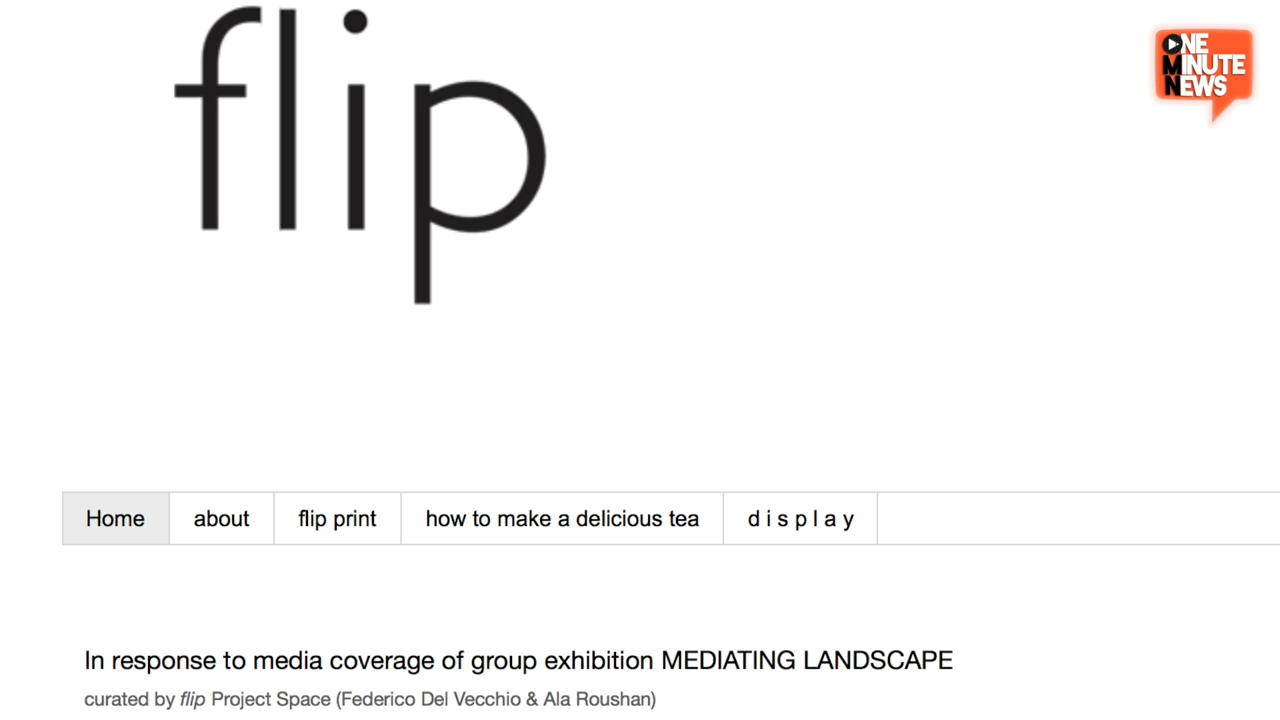 flip
ONE
MINUTE
NEWS
Home
about
flip print
how to make a delicious tea
d i s p l a y
In response to media coverage of group exhibition MEDIATING LANDSCAPE
curated by flip Project Space (Federico Del Vecchio & Ala Roushan)